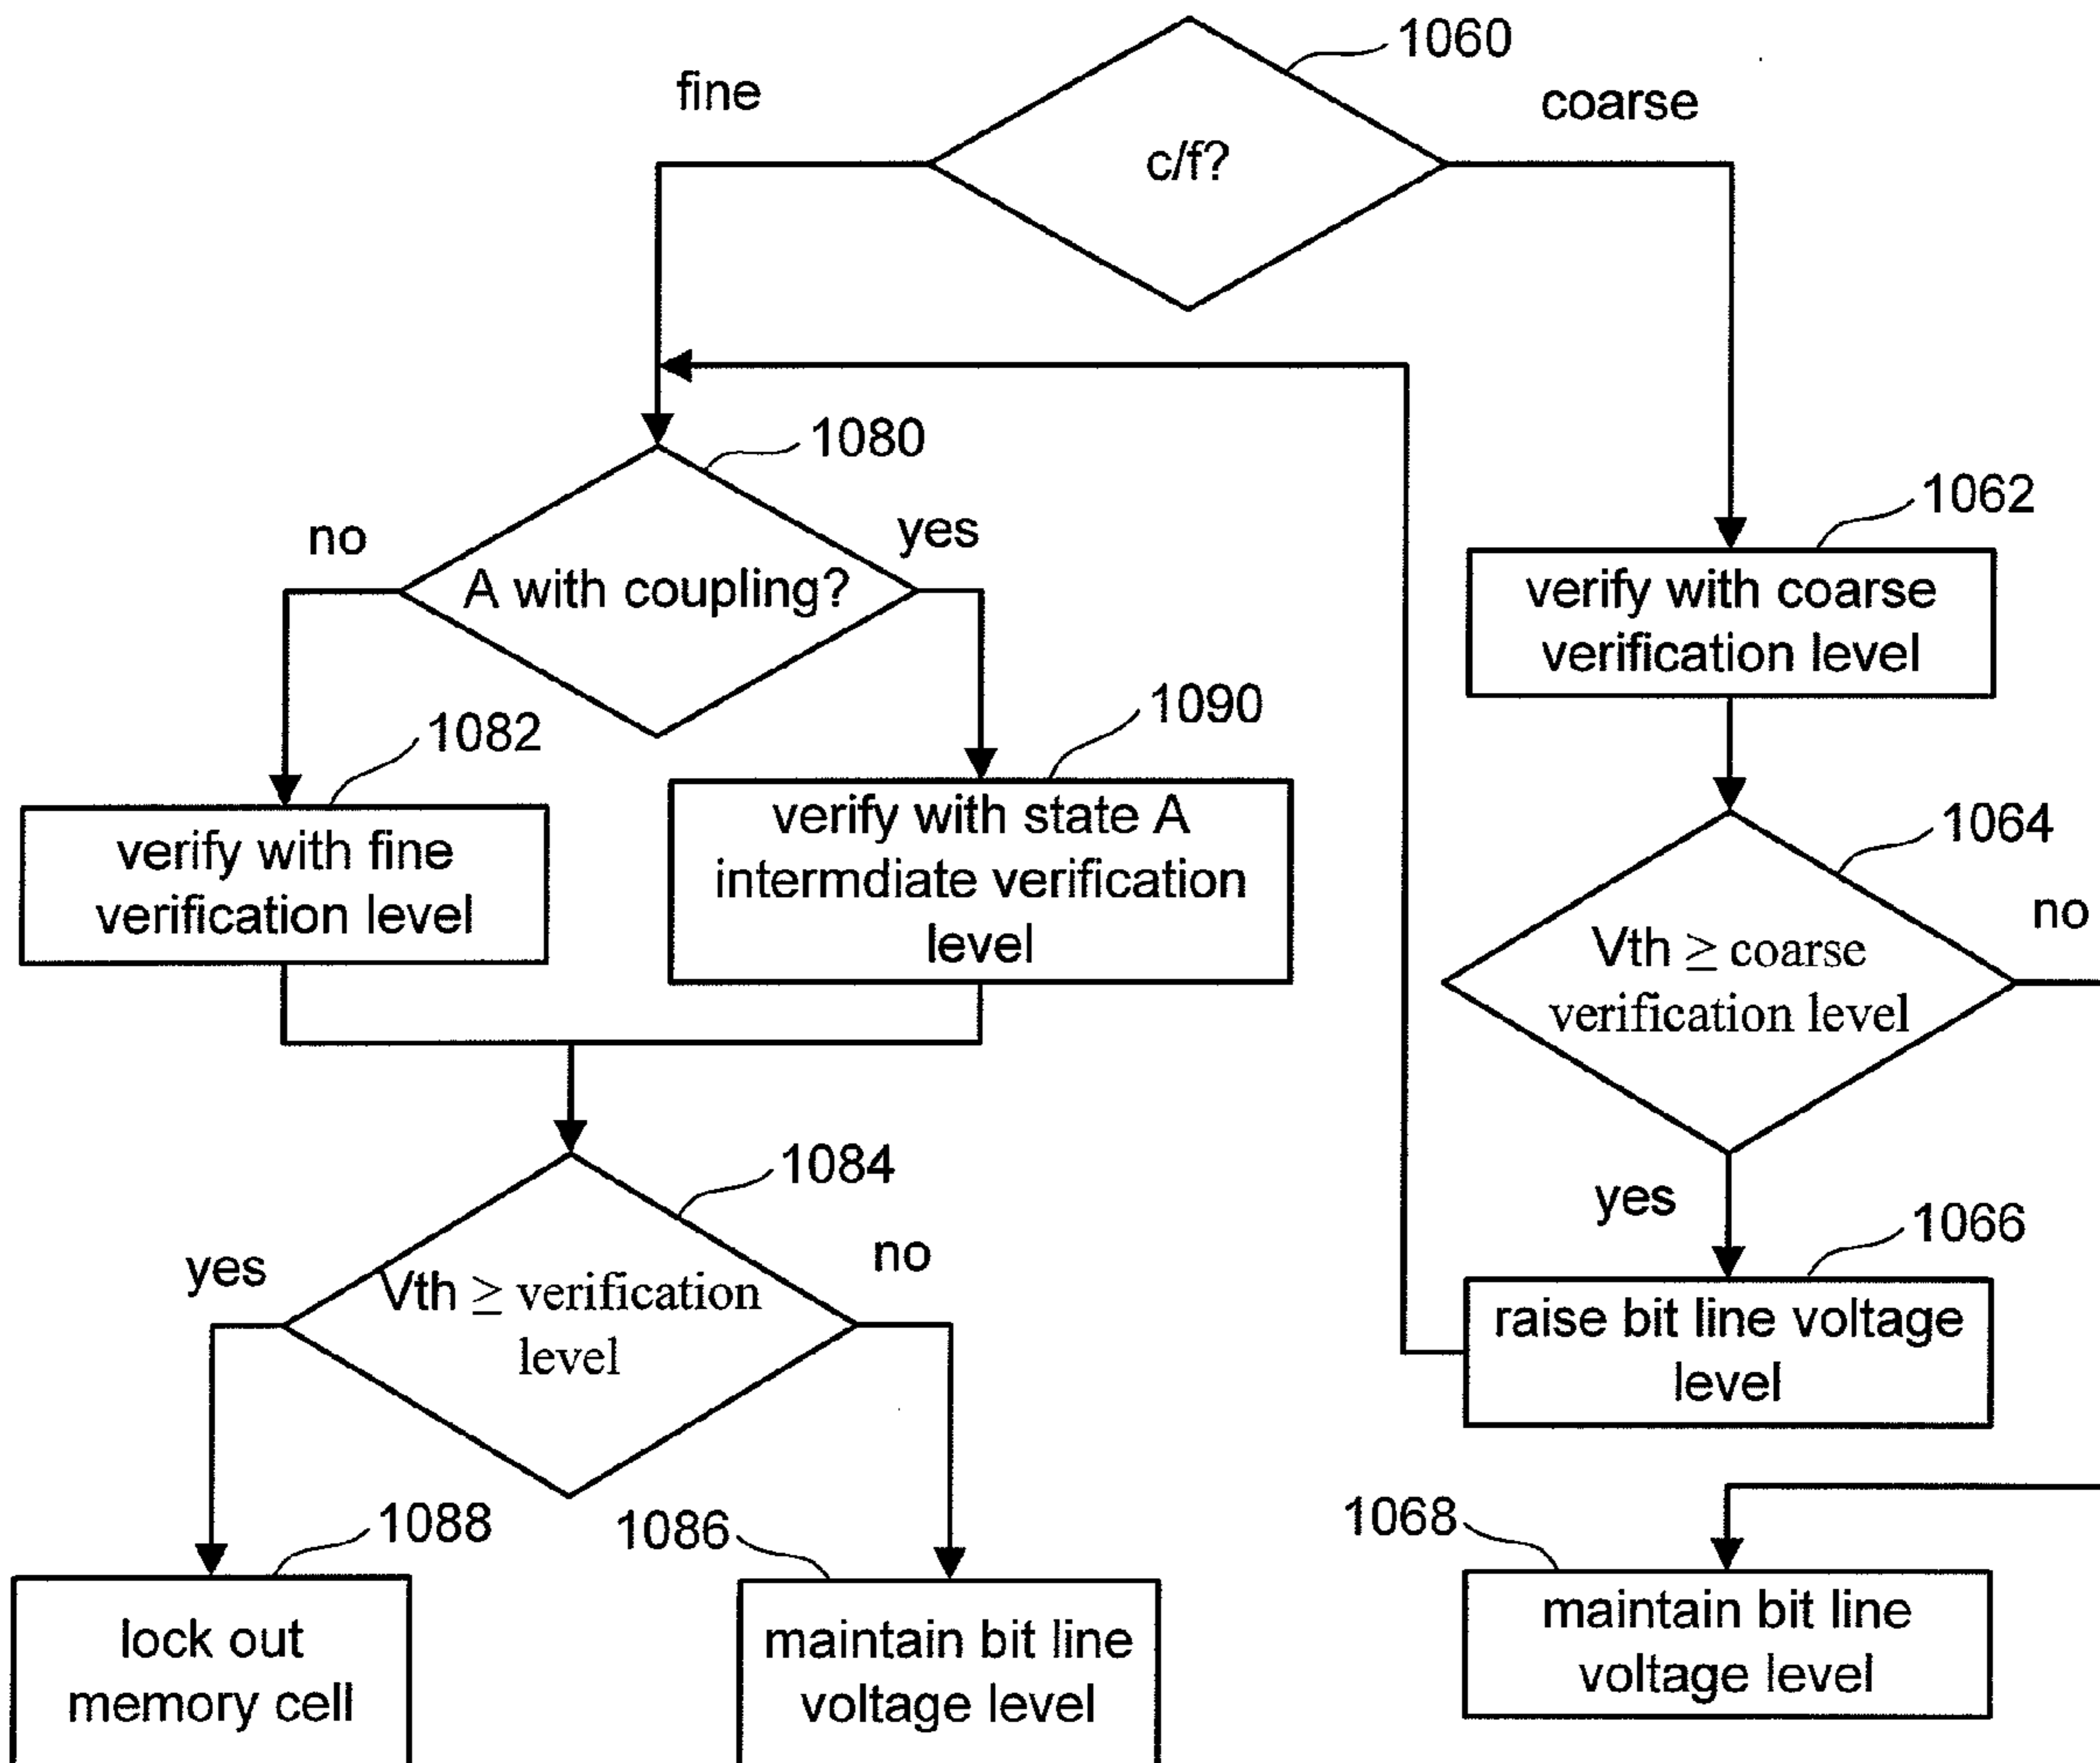 1060
fine
coarse
c/f?
1080
no
yes
A with coupling?
1062
verify with coarse
verification level
1082
1090
verify with fine
verification level
verify with state A
intermdiate verification
level
1064
no
Vth ≥ coarse
verification level
yes
1084
yes
no
Vth ≥ verification
level
1066
raise bit line voltage
level
1088
1086
1068
lock out
memory cell
maintain bit line
voltage level
maintain bit line
voltage level